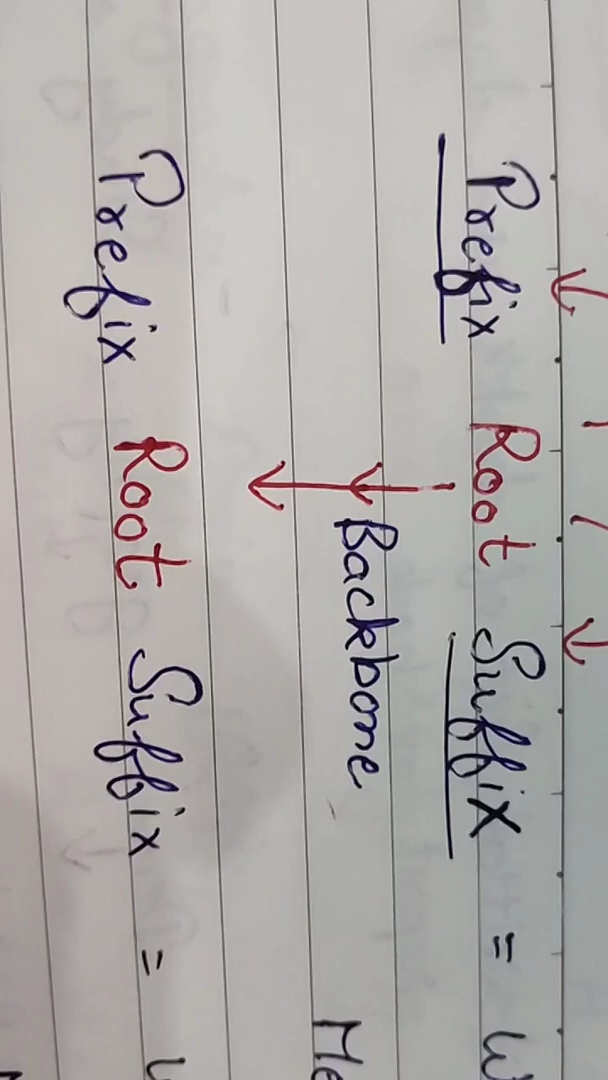 Prefix Root Suffix =
Backbone
Prefix Root Suffix =